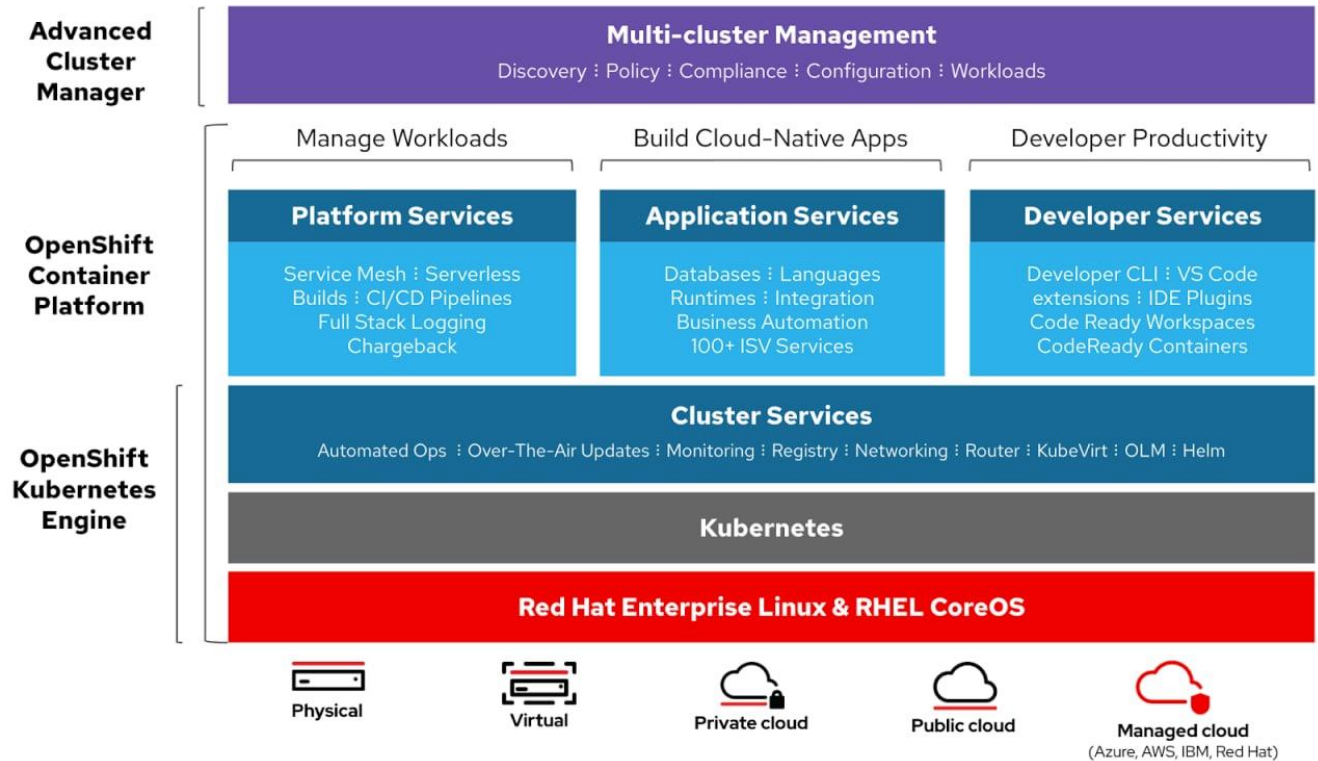 Advanced
Cluster
Manager
Multi-cluster Management
Discovery ⫶ Policy ⫶ Compliance ⫶ Configuration ⫶ Workloads
Manage Workloads
Build Cloud-Native Apps
Developer Productivity
OpenShift
Container
Platform
Platform Services
Service Mesh ⫶ Serverless
Builds ⫶ CI/CD Pipelines
Full Stack Logging
Chargeback
Application Services
Databases ⫶ Languages
Runtimes ⫶ Integration
Business Automation
100+ ISV Services
Developer Services
Developer CLI ⫶ VS Code
extensions ⫶ IDE Plugins
Code Ready Workspaces
CodeReady Containers
OpenShift
Kubernetes
Engine
Cluster Services
Automated Ops ⫶ Over-The-Air Updates ⫶ Monitoring ⫶ Registry ⫶ Networking ⫶ Router ⫶ KubeVirt ⫶ OLM ⫶ Helm
Kubernetes
Red Hat Enterprise Linux & RHEL CoreOS
Physical
Virtual
Private cloud
Public cloud
Managed cloud
(Azure, AWS, IBM, Red Hat)